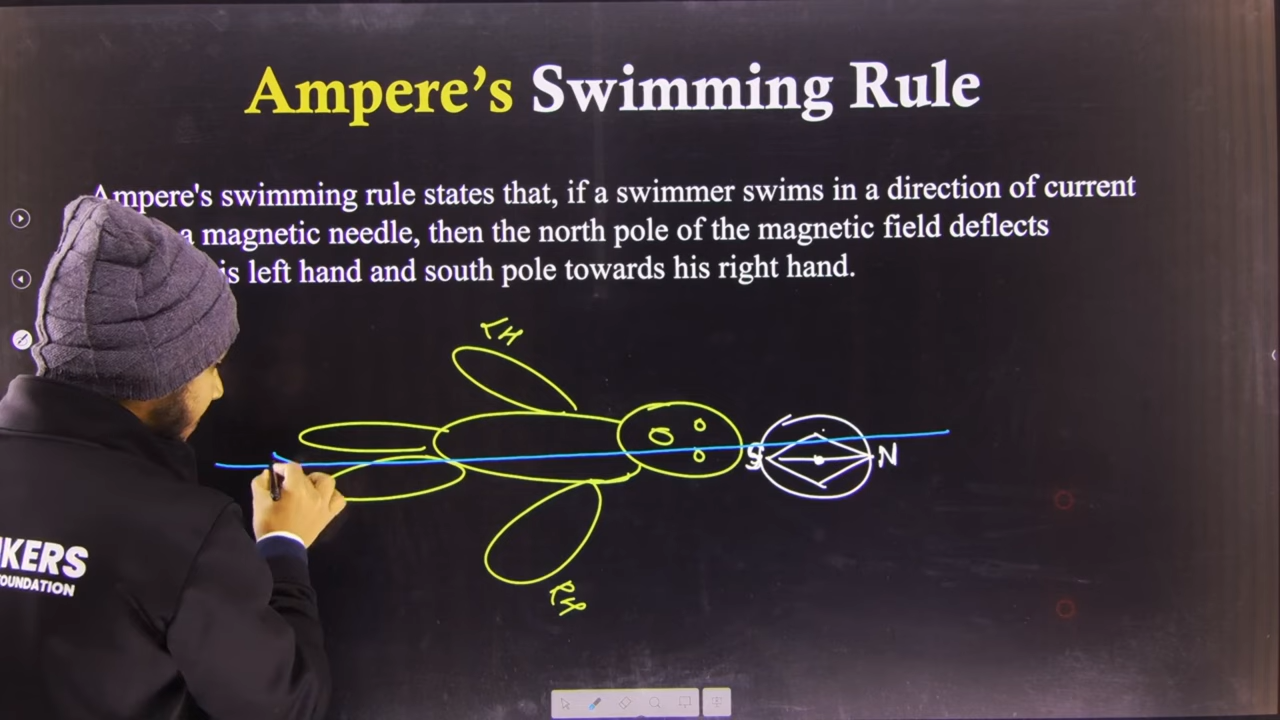 Ampere's Swimming Rule
Ampere's swimming rule states that, if a swimmer swims in a direction of current
a magnetic needle, then the north pole of the magnetic field deflects
is left hand and south pole towards his right hand.
LH
S N
RH
KERS
OUNDATION